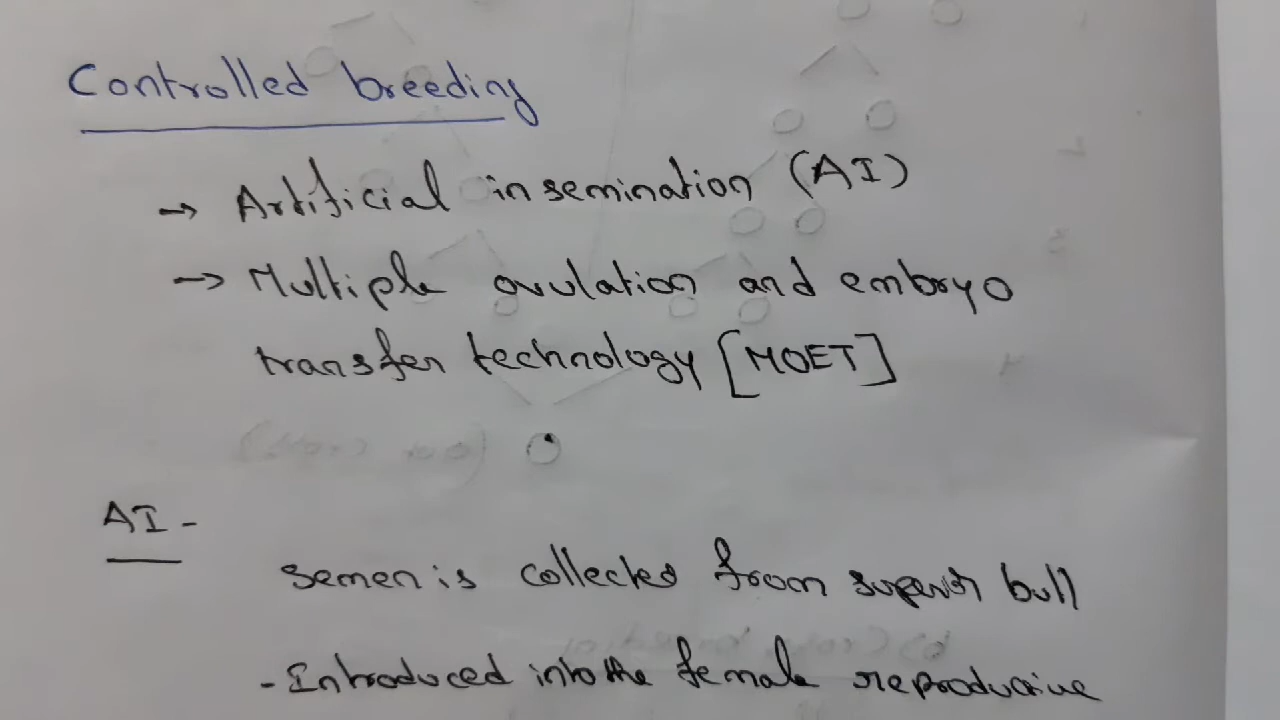 Controlled breeding
→ Artificial insemination (AI)
→ Multiple ovulation and embryo
transfer technology [MOET]
AI -
semen is collected from superior bull
- Introduced into the female reproductive